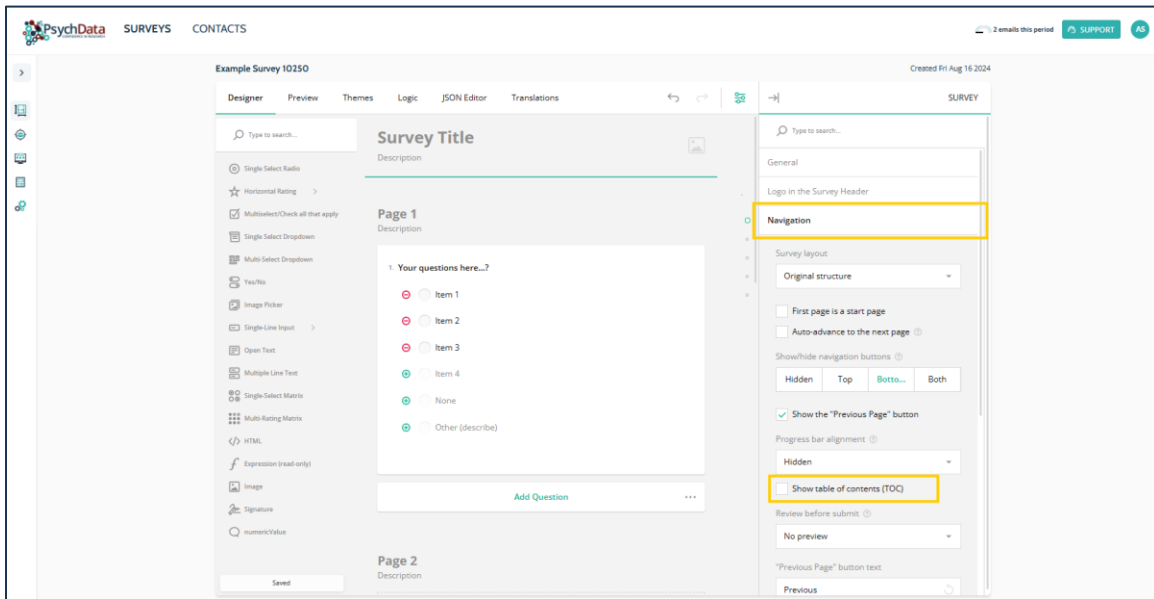 PsychData
SURVEYS
CONTACTS
2 emails this period
SUPPORT
AS
Example Survey 10250
Created Fri Aug 16 2024
Designer
Preview
Themes
Logic
JSON Editor
Translations
SURVEY
Type to search...
Single Select Radio
Horizontal Rating
Multiselect/Check all that apply
Single Select Dropdown
Multi-Select Dropdown
Yes/No
Image Picker
Single-Line Input
Open Text
Multiple Line Text
Single-Select Matrix
Multi-Rating Matrix
HTML
Expression (read-only)
Image
Signature
numericValue
Saved
Survey Title
Description
Page 1
Description
1. Your questions here...?
Item 1
Item 2
Item 3
Item 4
None
Other (describe)
Add Question
Page 2
Description
Type to search...
General
Logo in the Survey Header
Navigation
Survey layout
Original structure
First page is a start page
Auto-advance to the next page
Show/hide navigation buttons
Hidden
Top
Botto...
Both
Show the "Previous Page" button
Progress bar alignment
Hidden
Show table of contents (TOC)
Review before submit
No preview
"Previous Page" button text
Previous